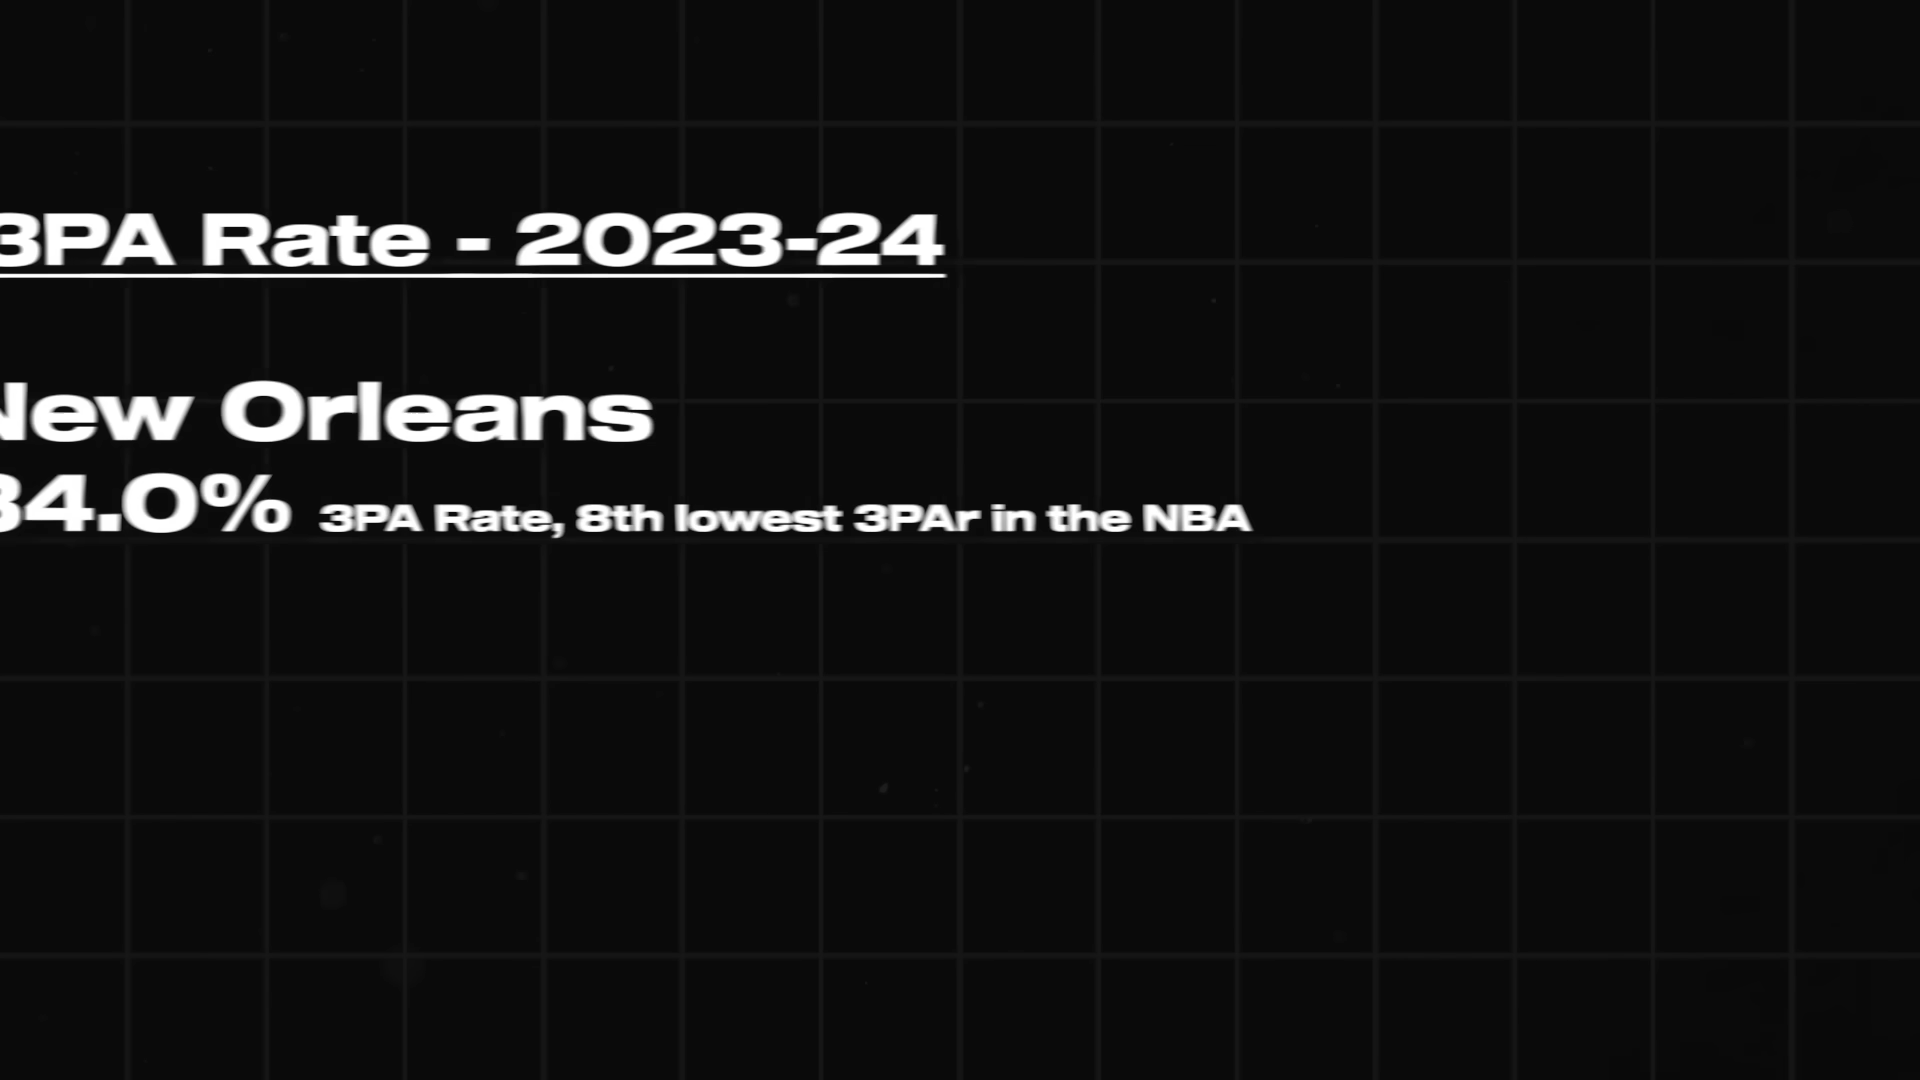 3PA Rate - 2023-24
New Orleans
34.0% 3PA Rate, 8th lowest 3PAr in the NBA